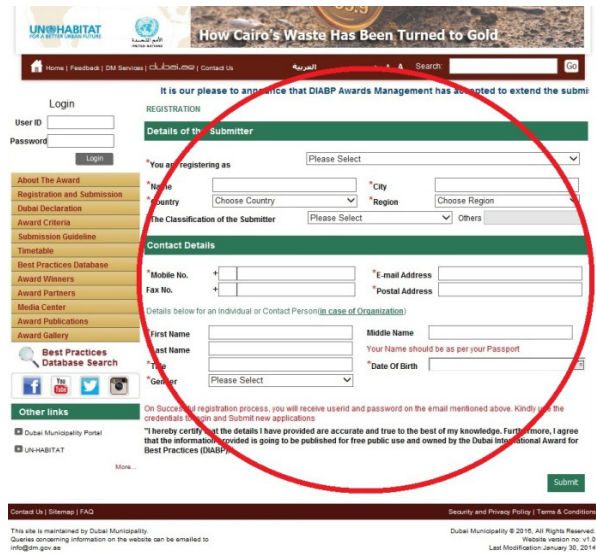 UN HABITAT
FOR A BETTER URBAN FUTURE
UNITED NATIONS
How Cairo's Waste Has Been Turned to Gold
Home | Feedback | DM Services | dubai.ae | Contact Us
العربية
A A
Search:
Go
It is our please to announce that DIABP Awards Management has accepted to extend the submi
Login
User ID
Password
Login
About The Award
Registration and Submission
Dubai Declaration
Award Criteria
Submission Guideline
Timetable
Best Practices Database
Award Winners
Award Partners
Media Center
Award Publications
Award Gallery
Best Practices
Database Search
You
Tube
Other links
Dubai Municipality Portal
UN-HABITAT
More...
REGISTRATION
Details of the Submitter
*You are registering as Please Select
*Name *City
*Country Choose Country *Region Choose Region
*The Classification of the Submitter Please Select Others
Contact Details
*Mobile No. + *E-mail Address
Fax No. + *Postal Address
Details below for an Individual or Contact Person(in case of Organization)
*First Name Middle Name
*Last Name Your Name should be as per your Passport
*Title *Date Of Birth
*Gender Please Select
On Successful registration process, you will receive userid and password on the email mentioned above. Kindly use the
credentials to login and Submit new applications
"I hereby certify that the details I have provided are accurate and true to the best of my knowledge. Furthermore, I agree
that the information provided is going to be published for free public use and owned by the Dubai International Award for
Best Practices (DIABP)
Submit
Contact Us | Sitemap | FAQ
Security and Privacy Policy | Terms & Conditions
This site is maintained by Dubai Municipality.
Queries concerning information on the website can be emailed to
info@dm.gov.ae
Dubai Municipality © 2016, All Rights Reserved.
Website version no: v1.0
Last Modification:January 30, 2014